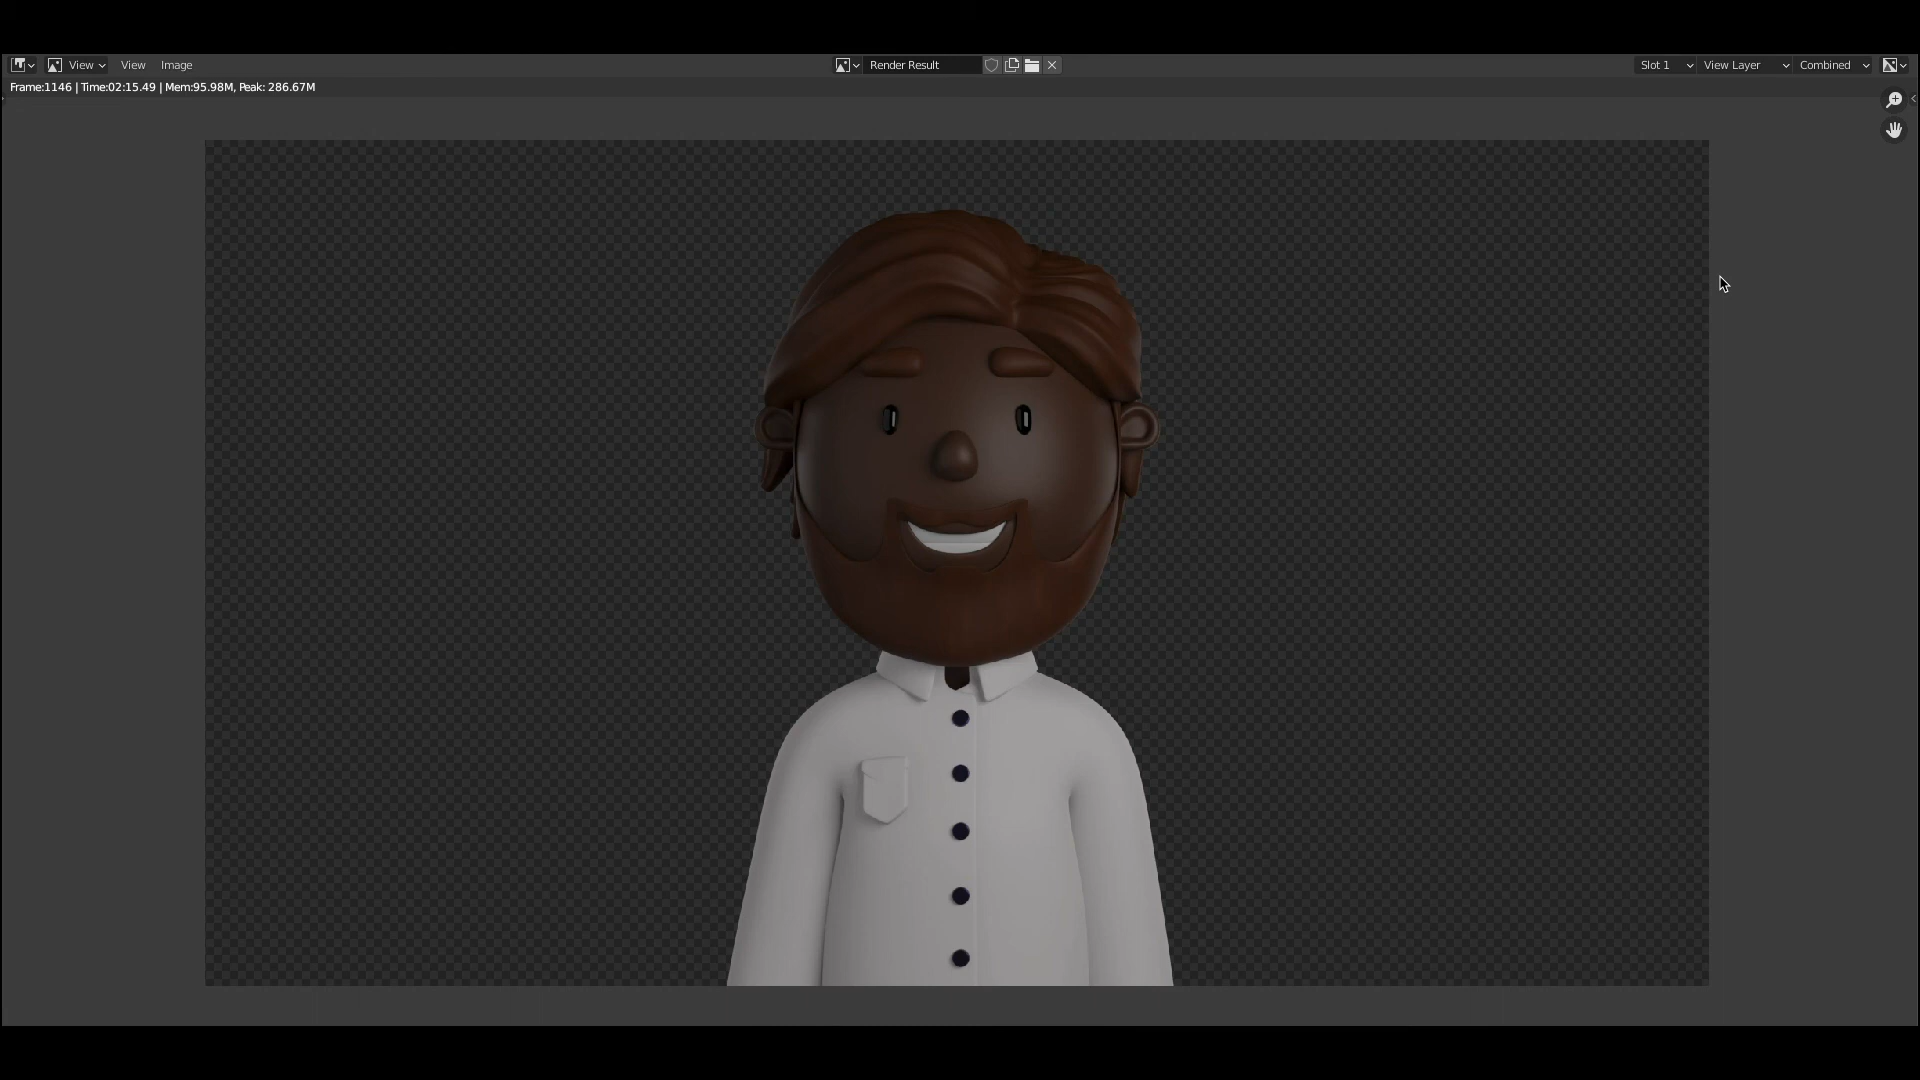 View View Image Render Result Slot 1 View Layer Combined
Frame:1146 | Time:02:15.49 | Mem:95.98M, Peak: 286.67M